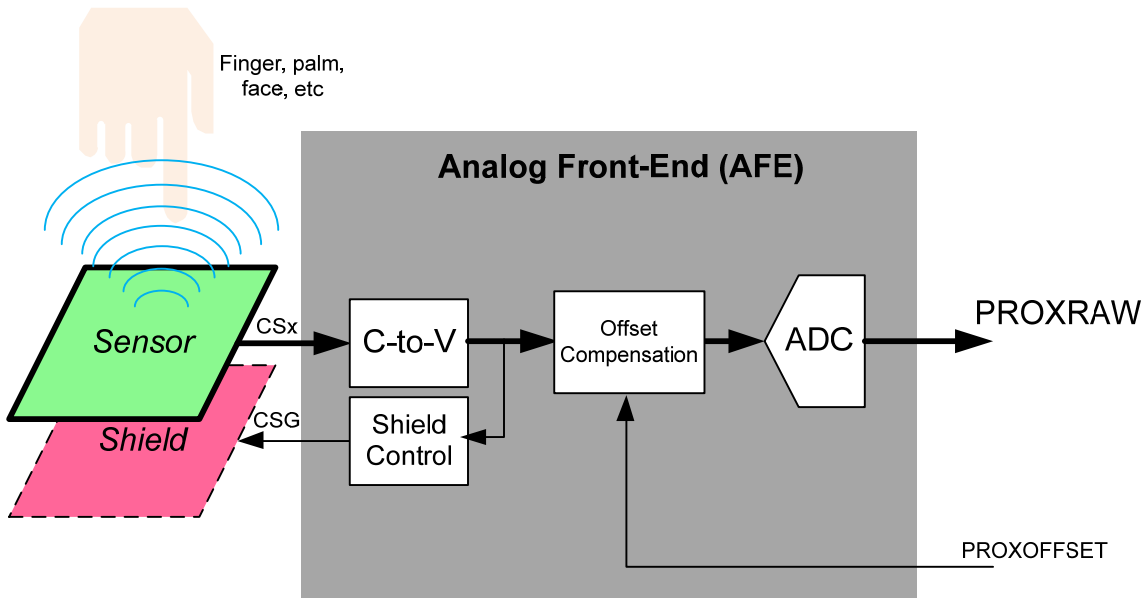 Finger, palm,
face, etc
Analog Front-End (AFE)
Sensor
CSx
C-to-V
Offset
Compensation
ADC
PROXRAW
Shield
CSG
Shield
Control
PROXOFFSET